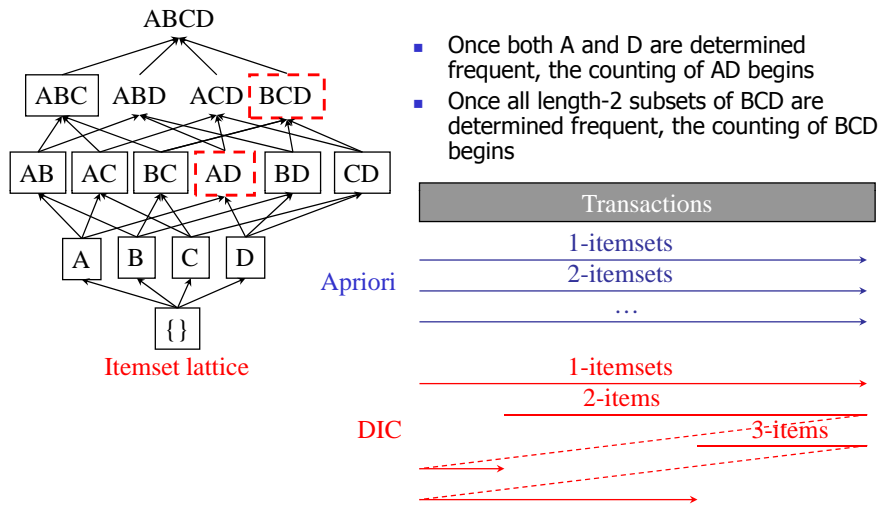 ABCD
ABC ABD ACD BCD
AB AC BC AD BD CD
A B C D
{}
Itemset lattice
Once both A and D are determined
frequent, the counting of AD begins
Once all length-2 subsets of BCD are
determined frequent, the counting of BCD
begins
Transactions
1-itemsets
Apriori
2-itemsets
…
1-itemsets
2-items
DIC
3-items